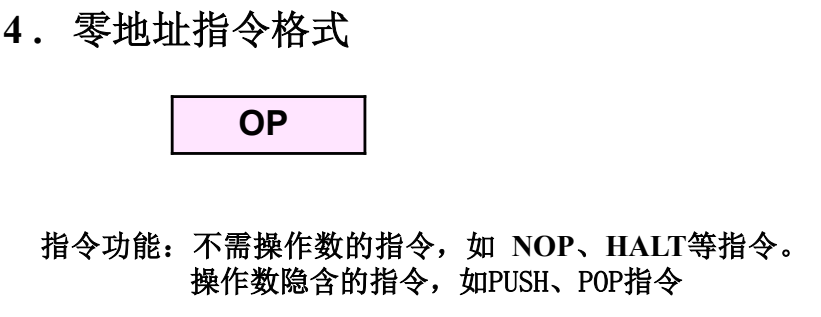 4．零地址指令格式
OP
指令功能：不需操作数的指令，如 NOP、HALT等指令。
操作数隐含的指令，如PUSH、POP指令